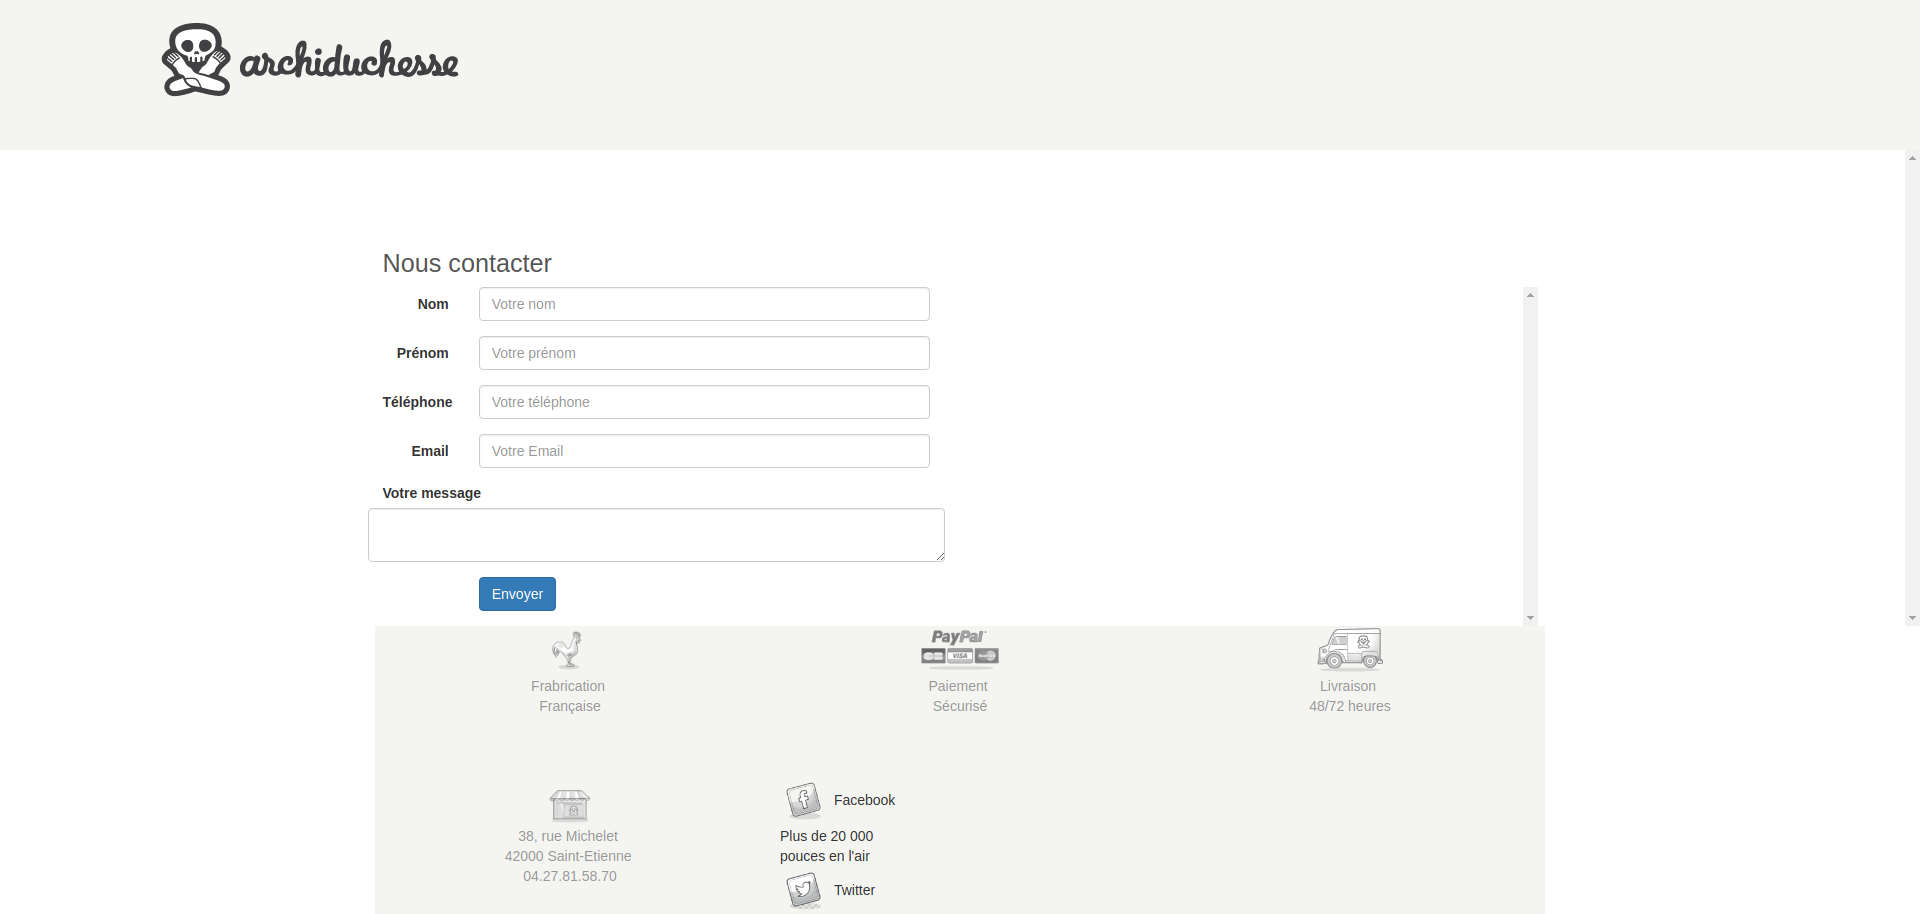 archiduchesse
Nous contacter
Nom
Votre nom
Prénom
Votre prénom
Téléphone
Votre téléphone
Email
Votre Email
Votre message
Envoyer
PayPal
CB VISA
Frabrication
Française
Paiement
Sécurisé
Livraison
48/72 heures
38, rue Michelet
42000 Saint-Etienne
04.27.81.58.70
Facebook
Plus de 20 000
pouces en l'air
Twitter